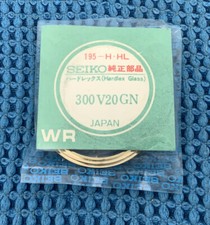 195-H-HL
SEIKO 純正部品
ハードレックス(Hardlex Glass)
300V20GN
JAPAN
WR